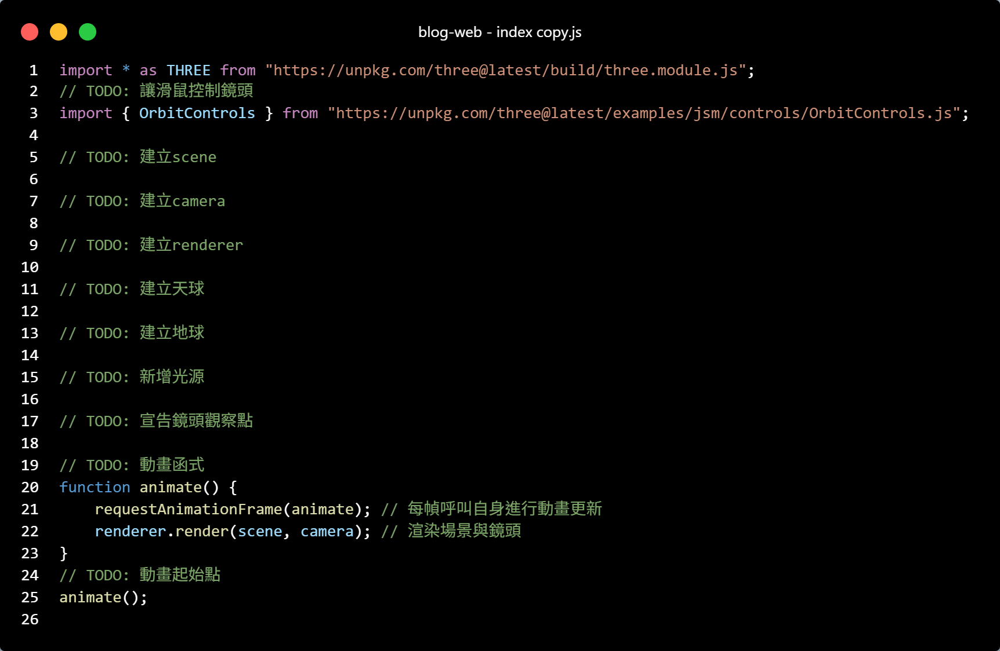 blog-web - index copy.js
1 import * as THREE from "https://unpkg.com/three@latest/build/three.module.js";
2 // TODO: 讓滑鼠控制鏡頭
3 import { OrbitControls } from "https://unpkg.com/three@latest/examples/jsm/controls/OrbitControls.js";
4
5 // TODO: 建立scene
6
7 // TODO: 建立camera
8
9 // TODO: 建立renderer
10
11 // TODO: 建立天球
12
13 // TODO: 建立地球
14
15 // TODO: 新增光源
16
17 // TODO: 宣告鏡頭觀察點
18
19 // TODO: 動畫函式
20 function animate() {
21     requestAnimationFrame(animate); // 每幀呼叫自身進行動畫更新
22     renderer.render(scene, camera); // 渲染場景與鏡頭
23 }
24 // TODO: 動畫起始點
25 animate();
26